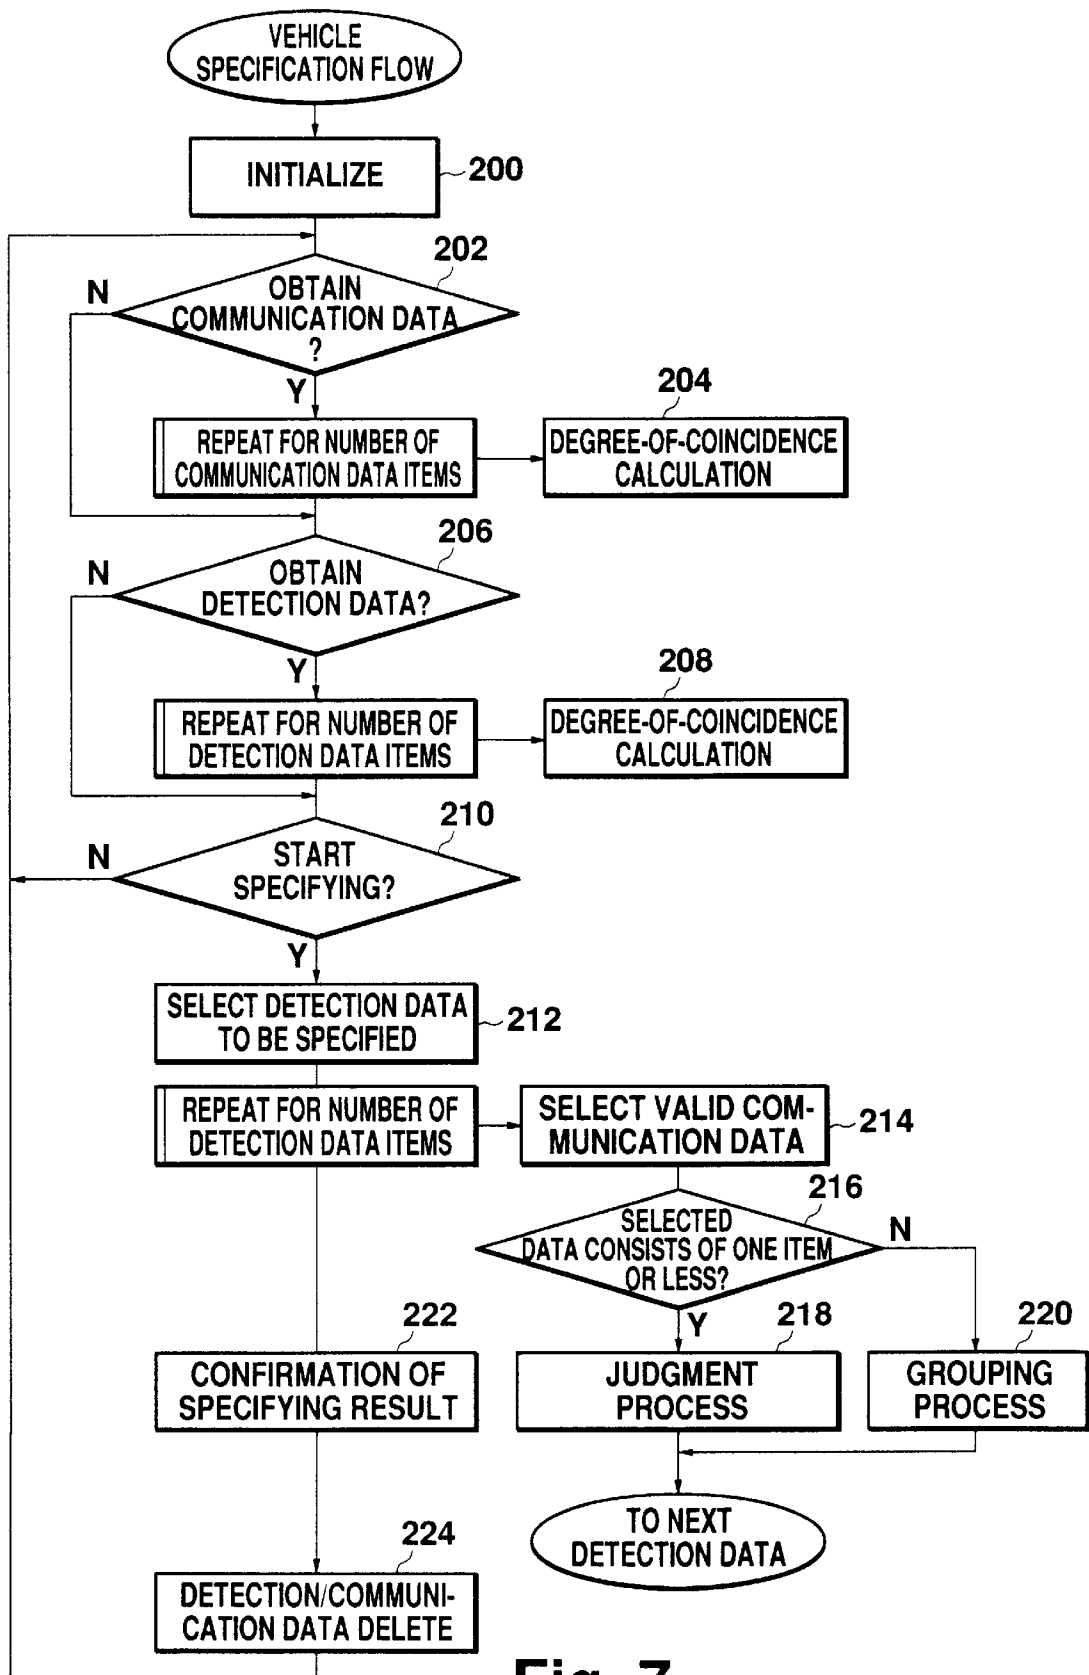 VEHICLE
SPECIFICATION FLOW
INITIALIZE
200
202
N
OBTAIN
COMMUNICATION DATA
?
Y
204
REPEAT FOR NUMBER OF
COMMUNICATION DATA ITEMS
DEGREE-OF-COINCIDENCE
CALCULATION
206
N
OBTAIN
DETECTION DATA?
Y
208
REPEAT FOR NUMBER OF
DETECTION DATA ITEMS
DEGREE-OF-COINCIDENCE
CALCULATION
210
N
START
SPECIFYING?
Y
SELECT DETECTION DATA
TO BE SPECIFIED
212
REPEAT FOR NUMBER OF
DETECTION DATA ITEMS
SELECT VALID COM-
MUNICATION DATA
214
216
SELECTED
DATA CONSISTS OF ONE ITEM
OR LESS?
N
Y
222
218
220
CONFIRMATION OF
SPECIFYING RESULT
JUDGMENT
PROCESS
GROUPING
PROCESS
TO NEXT
DETECTION DATA
224
DETECTION/COMMUNI-
CATION DATA DELETE
Fig. 7